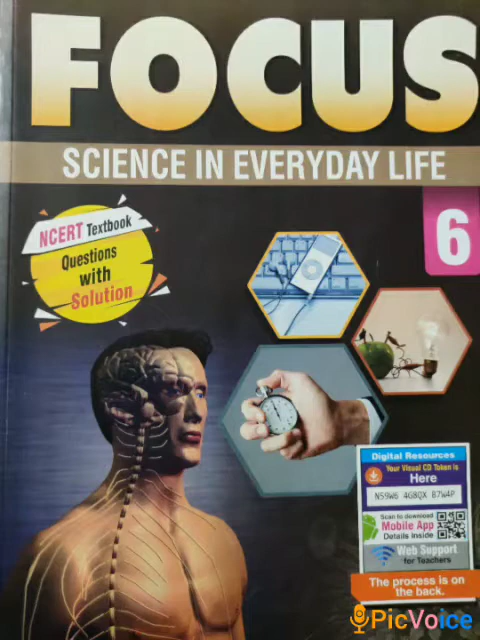 FOCUS
SCIENCE IN EVERYDAY LIFE
6
NCERT Textbook
Questions
with
Solution
Digital Resources
Your Visual CD Token is
Here
N59W6 4G8QX B7W4P
Scan to download
Mobile App
Details Inside
Web Support
for Teachers
The process is on
the back.
PicVoice